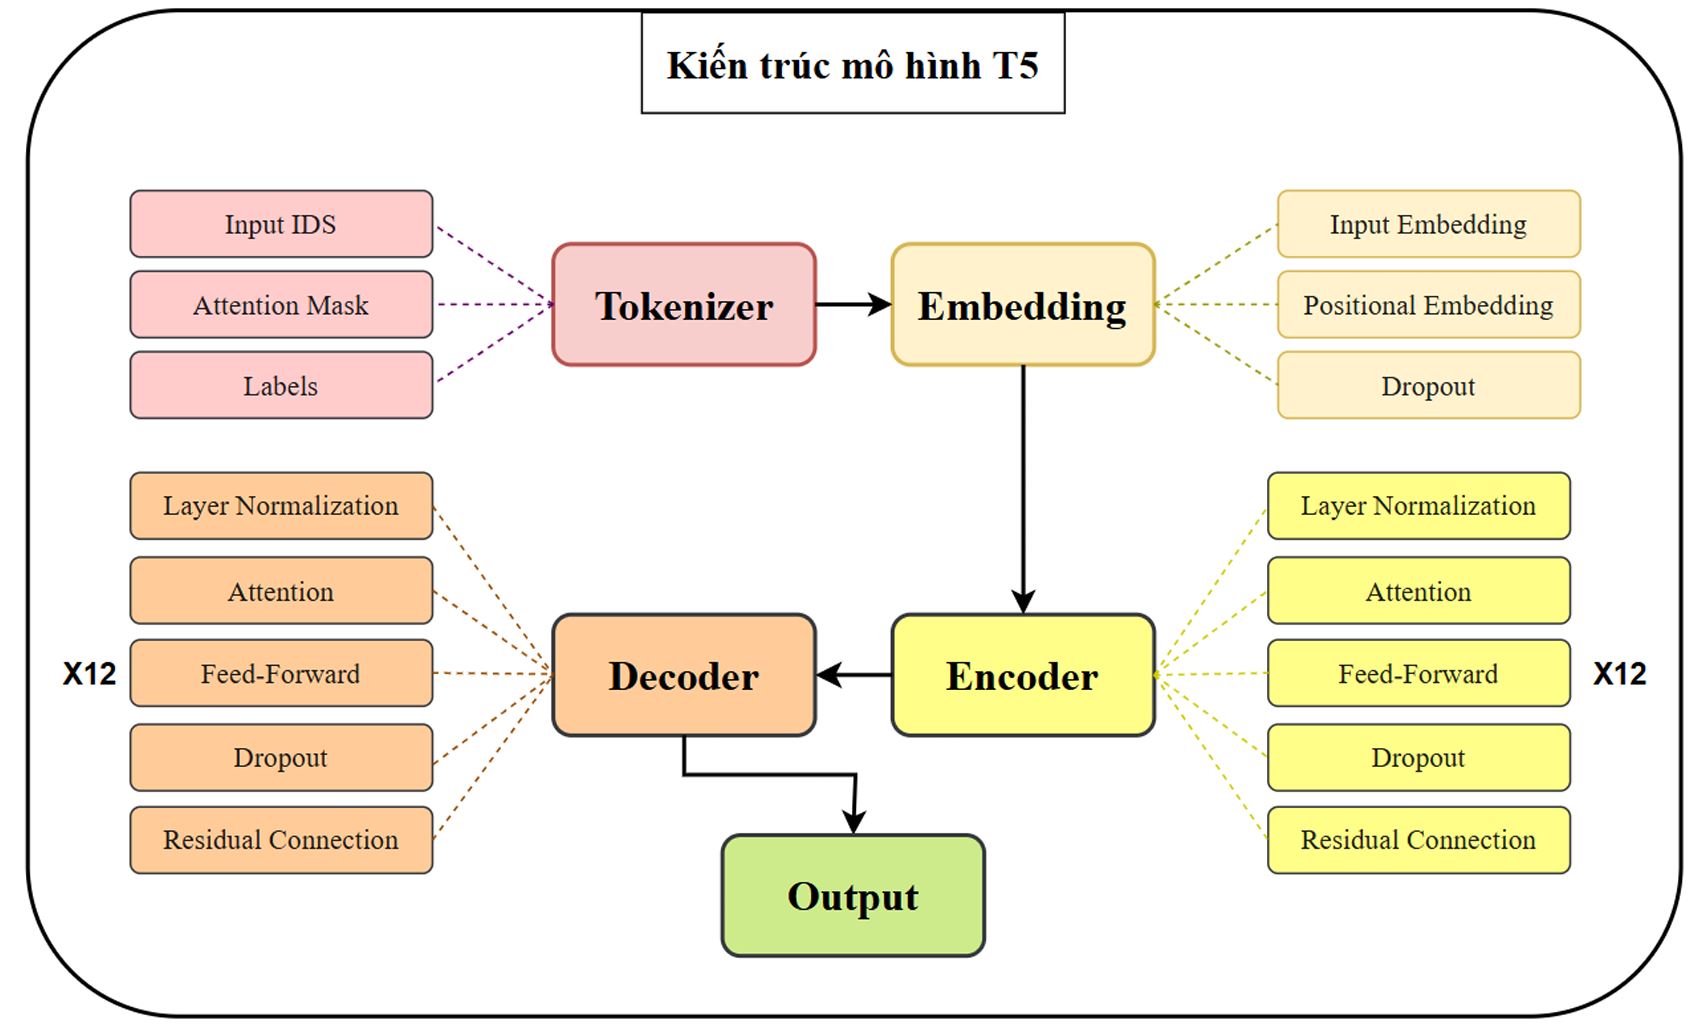 Kiến trúc mô hình T5
Input IDS
Attention Mask
Labels
Tokenizer
Embedding
Input Embedding
Positional Embedding
Dropout
Layer Normalization
Attention
X12
Feed-Forward
Dropout
Residual Connection
Decoder
Encoder
Layer Normalization
Attention
Feed-Forward
X12
Dropout
Residual Connection
Output